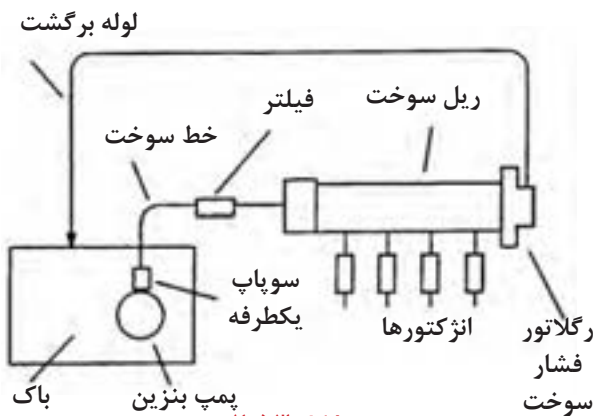 لوله برگشت
فیلتر
ریل سوخت
خط سوخت
سوپاپ
یکطرفه
انژکتورها
رگلاتور
فشار
سوخت
پمپ بنزین
باک